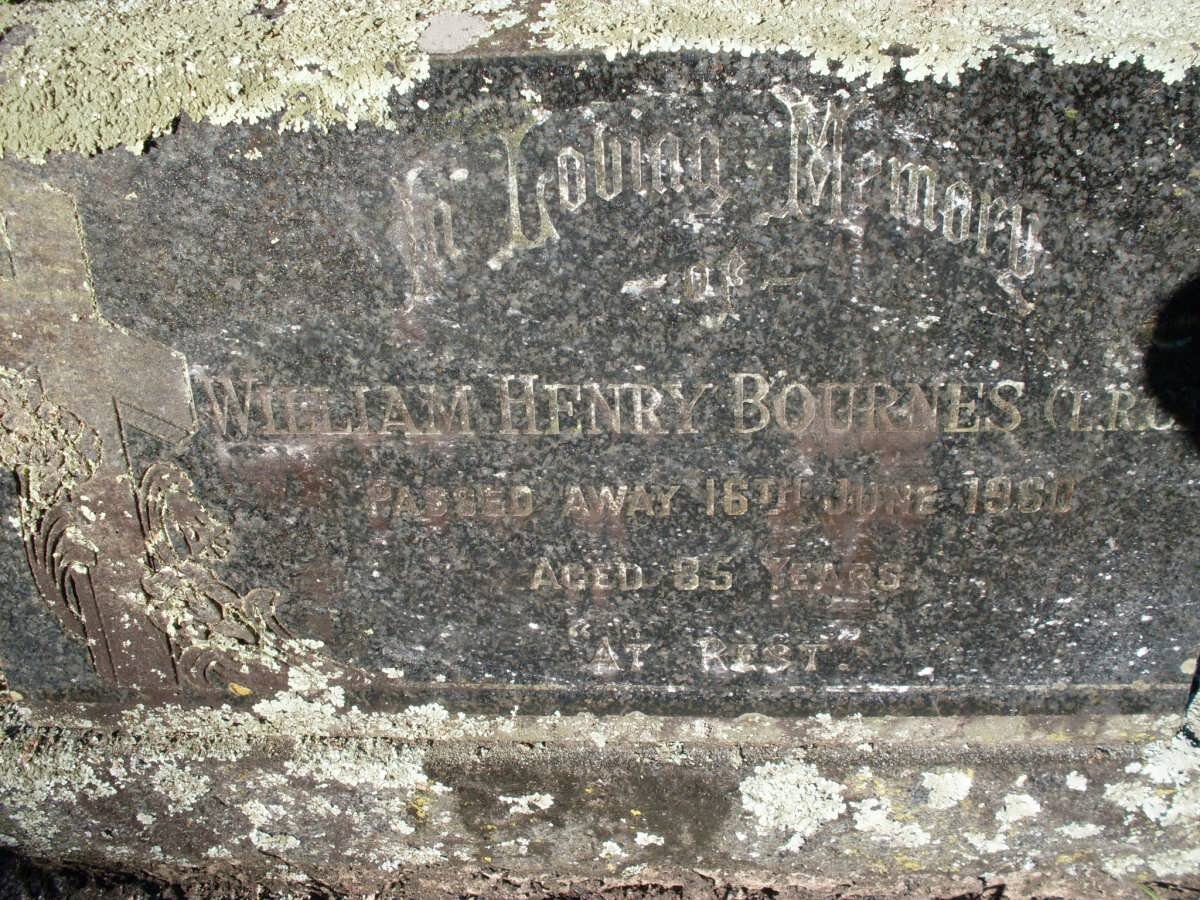 In Loving Memory
- of -
WILLIAM HENRY BOURNES
PASSED AWAY 16TH JUNE 1960
AGED 85 YEARS
"AT REST."